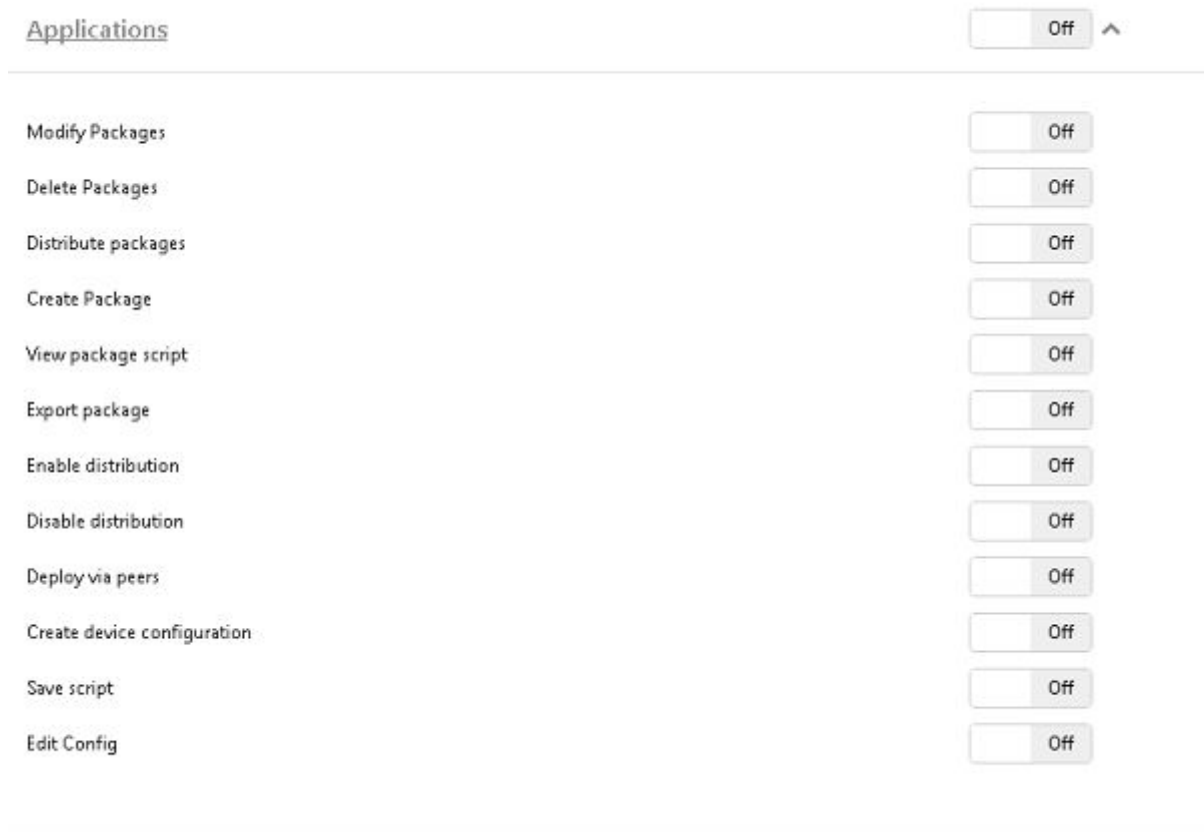 Applications Off
Modify Packages Off
Delete Packages Off
Distribute packages Off
Create Package Off
View package script Off
Export package Off
Enable distribution Off
Disable distribution Off
Deploy via peers Off
Create device configuration Off
Save script Off
Edit Config Off